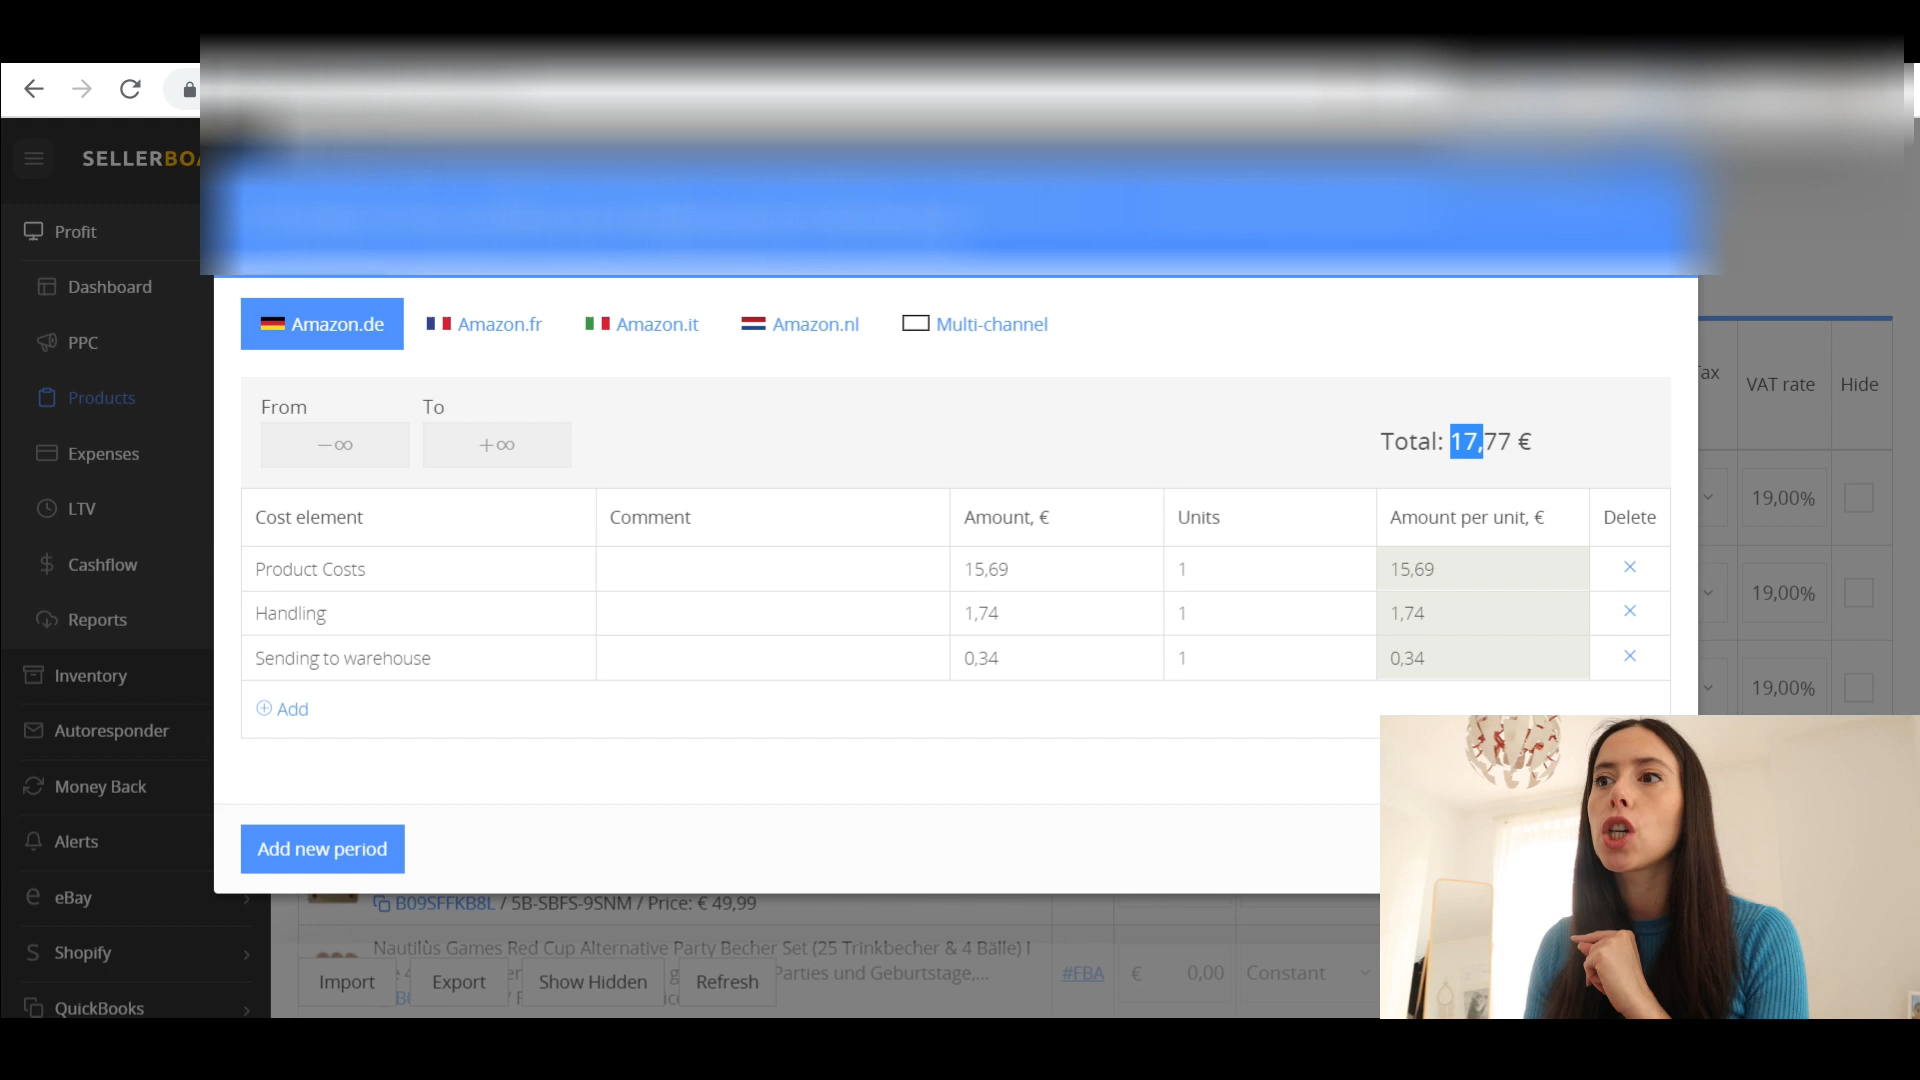 SELLERBOA
Profit
Dashboard
PPC
Products
Expenses
LTV
Cashflow
Reports
Inventory
Autoresponder
Money Back
Alerts
eBay
Shopify
QuickBooks
Amazon.de Amazon.fr Amazon.it Amazon.nl Multi-channel
From To
−∞ +∞
Total: 17,77 €
Cost element Comment Amount, € Units Amount per unit, € Delete
Product Costs 15,69 1 15,69
Handling 1,74 1 1,74
Sending to warehouse 0,34 1 0,34
Add
Add new period
VAT rate Hide
19,00%
19,00%
19,00%
B09SFFKB8L / 5B-SBFS-9SNM / Price: € 49,99
Nautilus Games Red Cup Alternative Party Becher Set (25 Trinkbecher & 4 Bälle) I
Parties und Geburtstage,...
#FBA € 0,00 Constant
Import Export Show Hidden Refresh